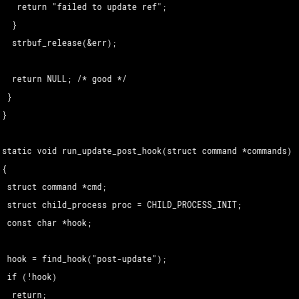 return "failed to update ref";
}
strbuf_release(&err);
return NULL; /* good */
}
}
static void run_update_post_hook(struct command *commands)
{
struct command *cmd;
struct child_process proc = CHILD_PROCESS_INIT;
const char *hook;
hook = find_hook("post-update");
if (!hook)
return;